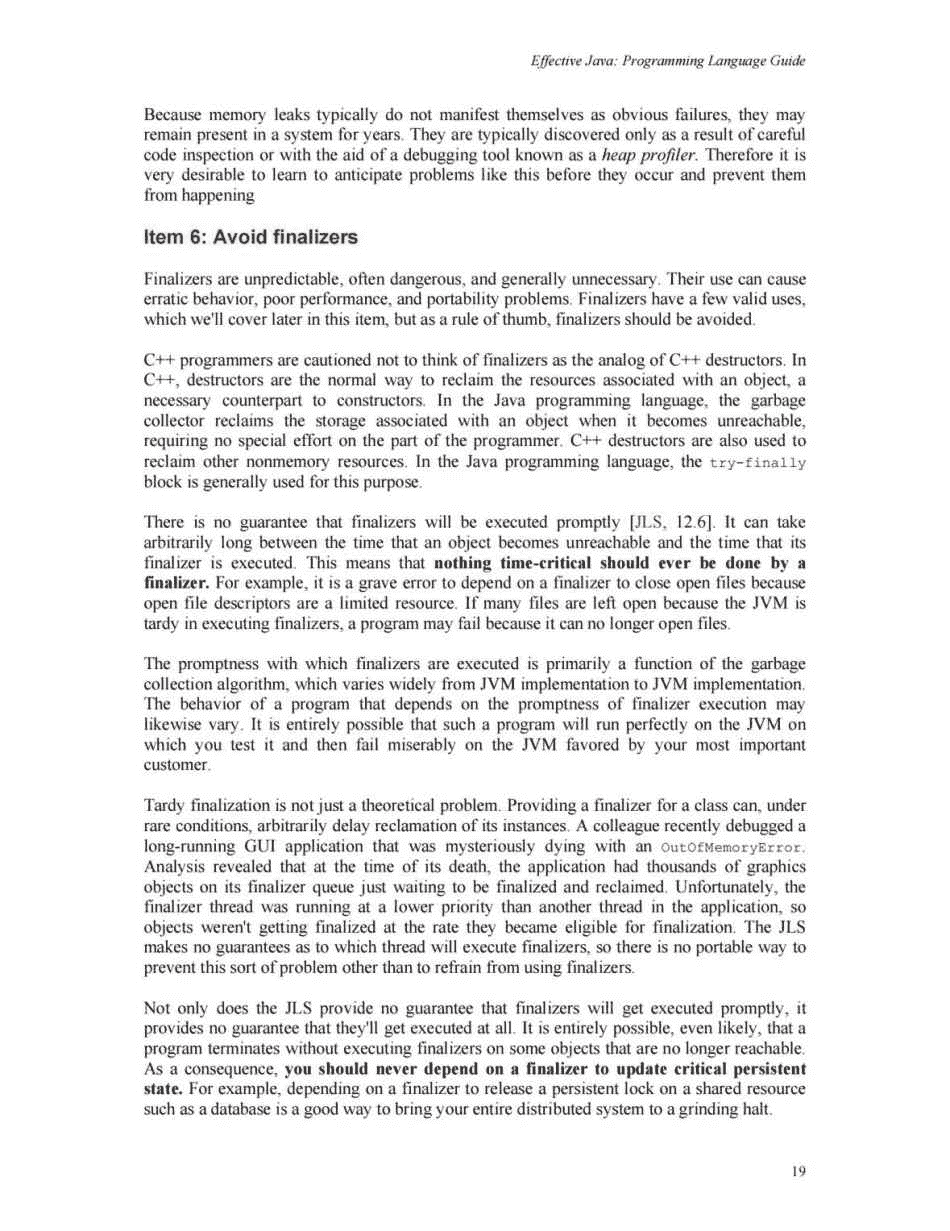 Effective Java: Programming Language Guide
Because memory leaks typically do not manifest themselves as obvious failures, they may
remain present in a system for years. They are typically discovered only as a result of careful
code inspection or with the aid of a debugging tool known as a heap profiler. Therefore it is
very desirable to learn to anticipate problems like this before they occur and prevent them
from happening
Item 6: Avoid finalizers
Finalizers are unpredictable, often dangerous, and generally unnecessary. Their use can cause
erratic behavior, poor performance, and portability problems. Finalizers have a few valid uses,
which we'll cover later in this item, but as a rule of thumb, finalizers should be avoided.
C++ programmers are cautioned not to think of finalizers as the analog of C++ destructors. In
C++, destructors are the normal way to reclaim the resources associated with an object, a
necessary counterpart to constructors. In the Java programming language, the garbage
collector reclaims the storage associated with an object when it becomes unreachable,
requiring no special effort on the part of the programmer. C++ destructors are also used to
reclaim other nonmemory resources. In the Java programming language, the try-finally
block is generally used for this purpose.
There is no guarantee that finalizers will be executed promptly [JLS, 12.6]. It can take
arbitrarily long between the time that an object becomes unreachable and the time that its
finalizer is executed. This means that nothing time-critical should ever be done by a
finalizer. For example, it is a grave error to depend on a finalizer to close open files because
open file descriptors are a limited resource. If many files are left open because the JVM is
tardy in executing finalizers, a program may fail because it can no longer open files.
The promptness with which finalizers are executed is primarily a function of the garbage
collection algorithm, which varies widely from JVM implementation to JVM implementation.
The behavior of a program that depends on the promptness of finalizer execution may
likewise vary. It is entirely possible that such a program will run perfectly on the JVM on
which you test it and then fail miserably on the JVM favored by your most important
customer.
Tardy finalization is not just a theoretical problem. Providing a finalizer for a class can, under
rare conditions, arbitrarily delay reclamation of its instances. A colleague recently debugged a
long-running GUI application that was mysteriously dying with an OutOfMemoryError.
Analysis revealed that at the time of its death, the application had thousands of graphics
objects on its finalizer queue just waiting to be finalized and reclaimed. Unfortunately, the
finalizer thread was running at a lower priority than another thread in the application, so
objects weren't getting finalized at the rate they became eligible for finalization. The JLS
makes no guarantees as to which thread will execute finalizers, so there is no portable way to
prevent this sort of problem other than to refrain from using finalizers.
Not only does the JLS provide no guarantee that finalizers will get executed promptly, it
provides no guarantee that they'll get executed at all. It is entirely possible, even likely, that a
program terminates without executing finalizers on some objects that are no longer reachable.
As a consequence, you should never depend on a finalizer to update critical persistent
state. For example, depending on a finalizer to release a persistent lock on a shared resource
such as a database is a good way to bring your entire distributed system to a grinding halt.
19